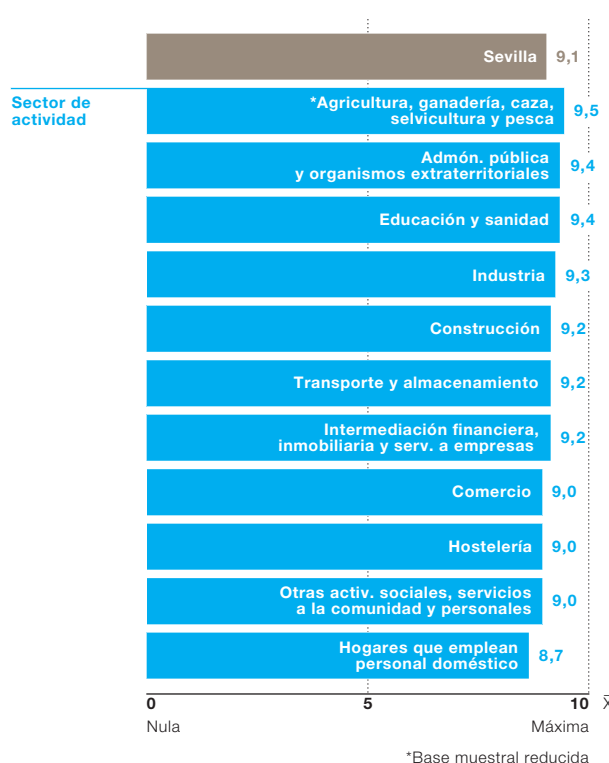 Sevilla 9,1
Sector de
actividad
*Agricultura, ganadería, caza,
selvicultura y pesca 9,5
Admón. pública
y organismos extraterritoriales 9,4
Educación y sanidad 9,4
Industria 9,3
Construcción 9,2
Transporte y almacenamiento 9,2
Intermediación financiera,
inmobiliaria y serv. a empresas 9,2
Comercio 9,0
Hostelería 9,0
Otras activ. sociales, servicios
a la comunidad y personales 9,0
Hogares que emplean
personal doméstico 8,7
0 5 10 X̅
Nula Máxima
*Base muestral reducida